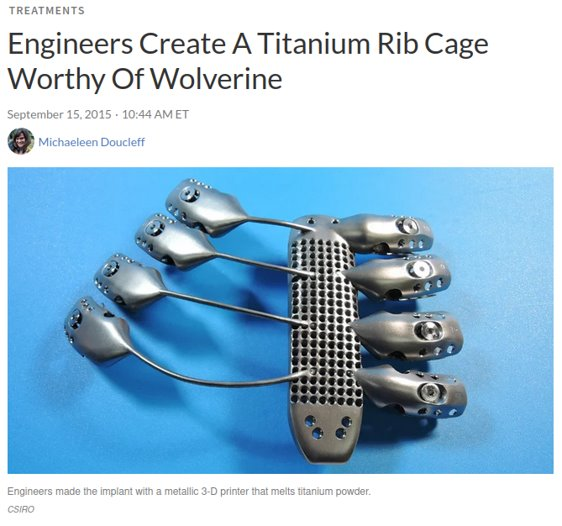 TREATMENTS
Engineers Create A Titanium Rib Cage
Worthy Of Wolverine
September 15, 2015 · 10:44 AM ET
Michaeleen Doucleff
Engineers made the implant with a metallic 3-D printer that melts titanium powder.
CSIRO